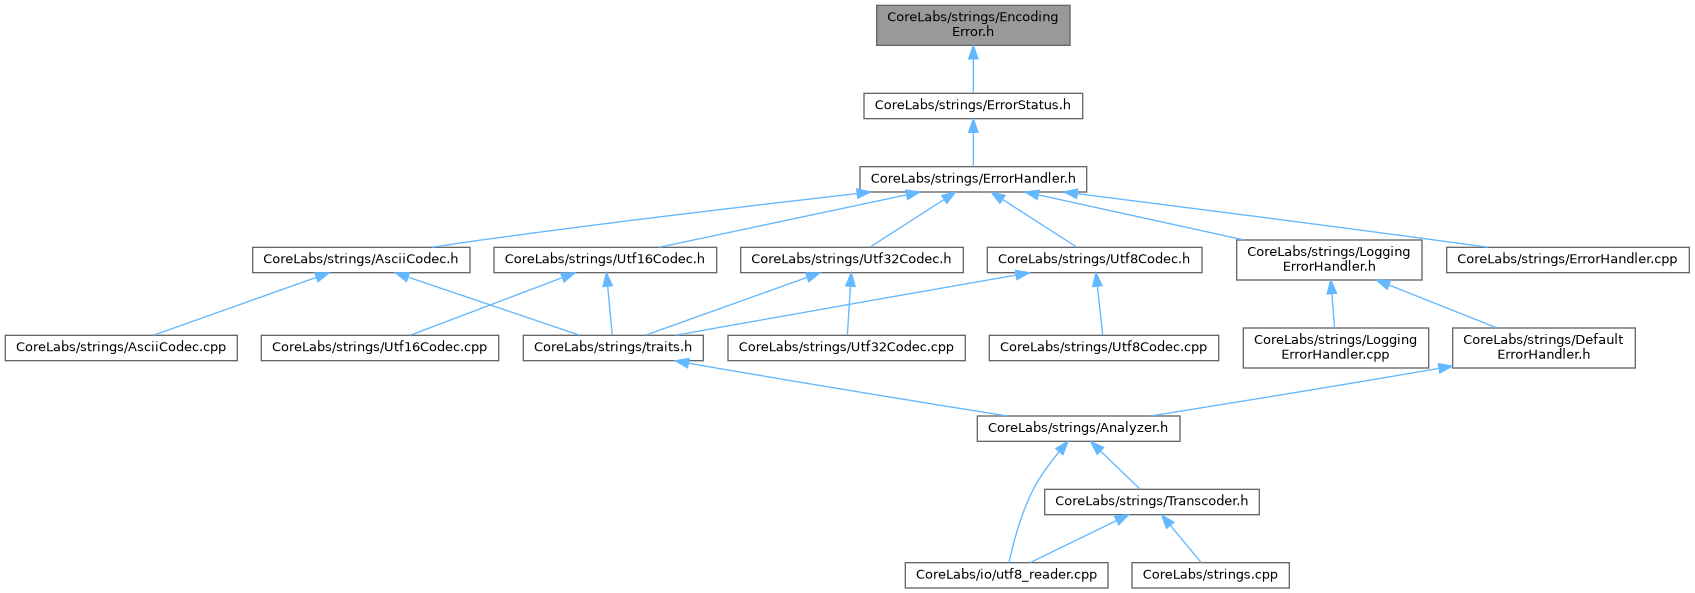 CoreLabs/strings/Encoding
Error.h
CoreLabs/strings/ErrorStatus.h
CoreLabs/strings/ErrorHandler.h
CoreLabs/strings/AsciiCodec.h
CoreLabs/strings/Utf16Codec.h
CoreLabs/strings/Utf32Codec.h
CoreLabs/strings/Utf8Codec.h
CoreLabs/strings/Logging
ErrorHandler.h
CoreLabs/strings/ErrorHandler.cpp
CoreLabs/strings/AsciiCodec.cpp
CoreLabs/strings/Utf16Codec.cpp
CoreLabs/strings/traits.h
CoreLabs/strings/Utf32Codec.cpp
CoreLabs/strings/Utf8Codec.cpp
CoreLabs/strings/Logging
ErrorHandler.cpp
CoreLabs/strings/Default
ErrorHandler.h
CoreLabs/strings/Analyzer.h
CoreLabs/strings/Transcoder.h
CoreLabs/io/utf8_reader.cpp
CoreLabs/strings.cpp